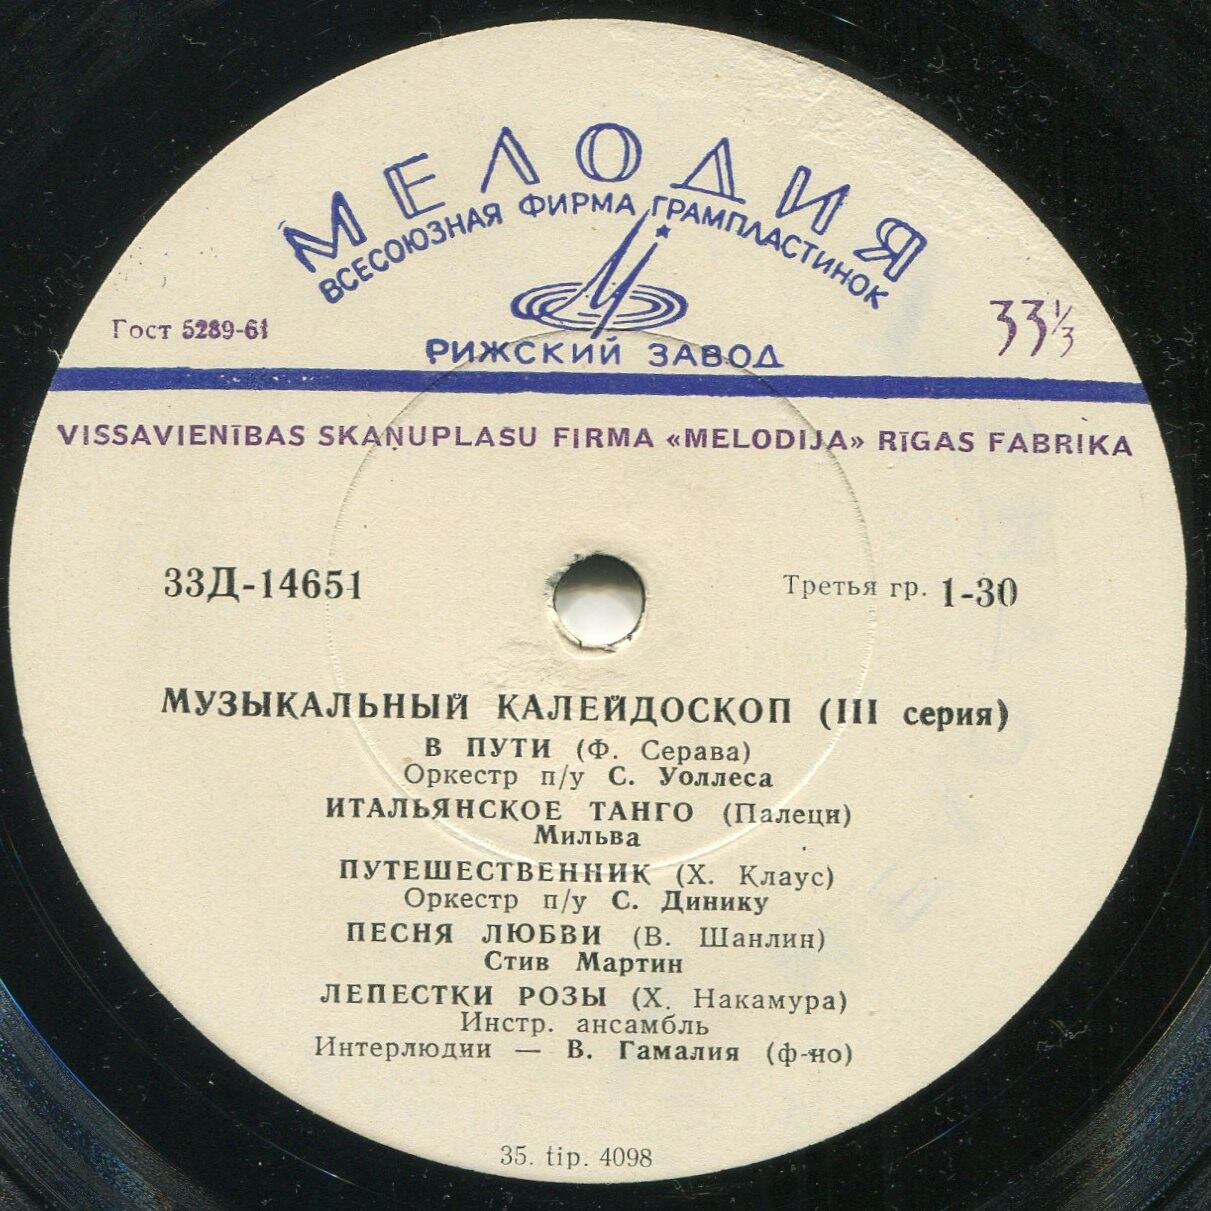 МЕЛОДИЯ
ВСЕСОЮЗНАЯ ФИРМА ГРАМПЛАСТИНОК
Гост 5289-61
33⅓
РИЖСКИЙ ЗАВОД
VISSAVIENĪBAS SKAŅUPLAŠU FIRMA «MELODIJA» RĪGAS FABRIKA
33Д-14651
Третья гр. 1-30
МУЗЫКАЛЬНЫЙ КАЛЕЙДОСКОП (III серия)
В ПУТИ (Ф. Серава)
Оркестр п/у С. Уоллеса
ИТАЛЬЯНСКОЕ ТАНГО (Палеци)
Мильва
ПУТЕШЕСТВЕННИК (Х. Клаус)
Оркестр п/у С. Динику
ПЕСНЯ ЛЮБВИ (В. Шанлин)
Стив Мартин
ЛЕПЕСТКИ РОЗЫ (Х. Накамура)
Инстр. ансамбль
Интерлюдии — В. Гамалия (ф-но)
35. tip. 4098